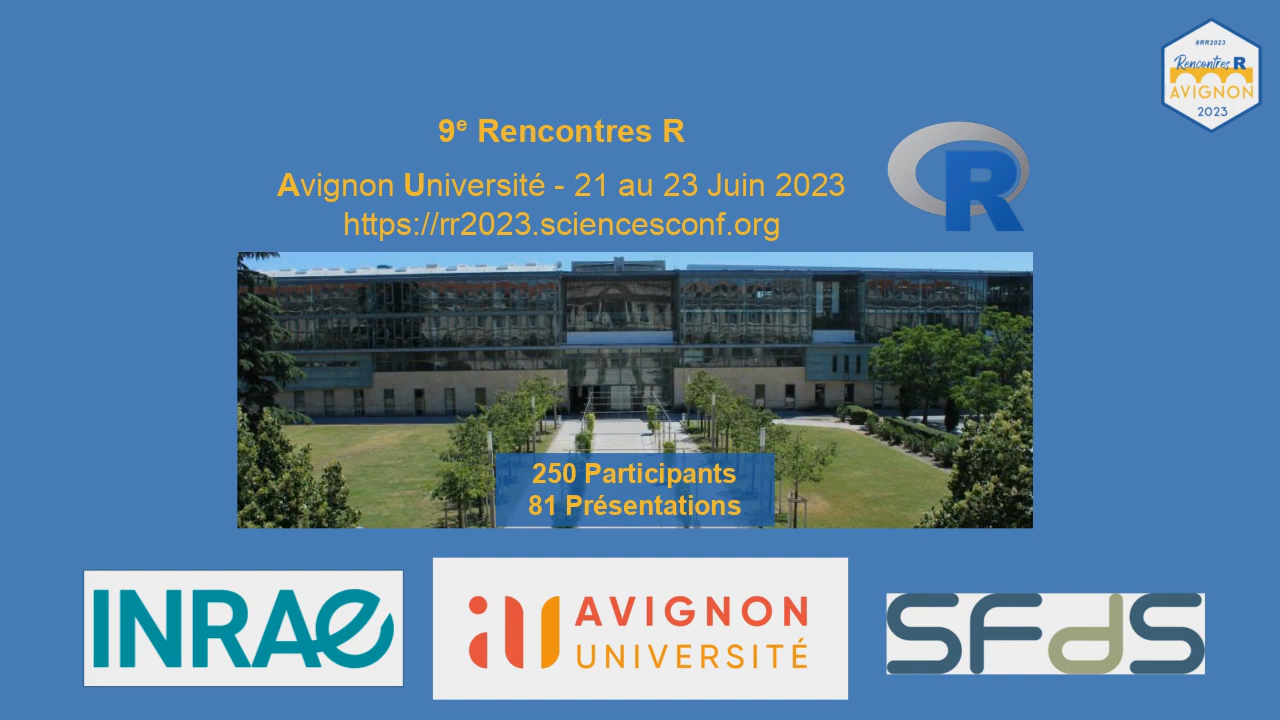 #RR2023
Rencontres R
AVIGNON
2023
9e Rencontres R
Avignon Université - 21 au 23 Juin 2023
https://rr2023.sciencesconf.org
R
250 Participants
81 Présentations
INRAE
au AVIGNON
UNIVERSITÉ
SFdS